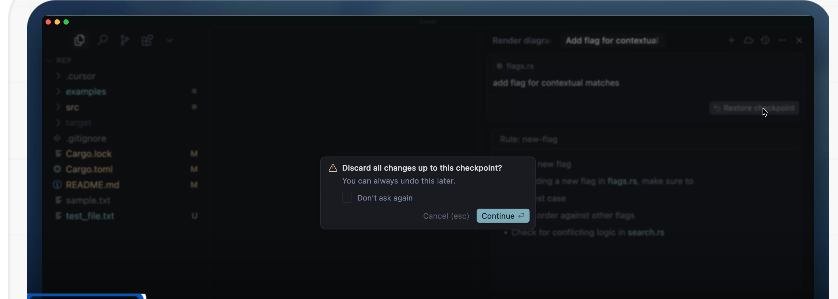 Render diagra
Add flag for contextual
REP
.cursor
examples
src
target
.gitignore
Cargo.lock M
Cargo.toml M
README.md M
sample.txt
test_file.txt U
flags.rs
add flag for contextual matches
Restore checkpoint
Rule: new-flag
new flag
ding a new flag in flags.rs, make sure to
st case
order against other flags
• Check for conflicting logic in search.rs
Discard all changes up to this checkpoint?
You can always undo this later.
Don't ask again
Cancel (esc)
Continue ⏎